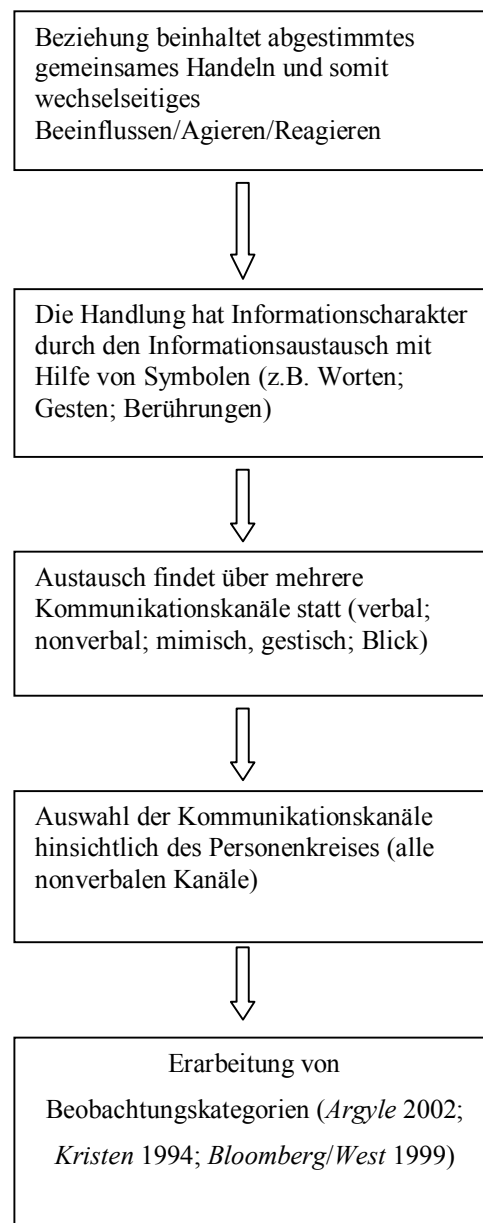 Beziehung beinhaltet abgestimmtes
gemeinsames Handeln und somit
wechselseitiges
Beeinflussen/Agieren/Reagieren
Die Handlung hat Informationscharakter
durch den Informationsaustausch mit
Hilfe von Symbolen (z.B. Worten;
Gesten; Berührungen)
Austausch findet über mehrere
Kommunikationskanäle statt (verbal;
nonverbal; mimisch, gestisch; Blick)
Auswahl der Kommunikationskanäle
hinsichtlich des Personenkreises (alle
nonverbalen Kanäle)
Erarbeitung von
Beobachtungskategorien (Argyle 2002;
Kristen 1994; Bloomberg/West 1999)